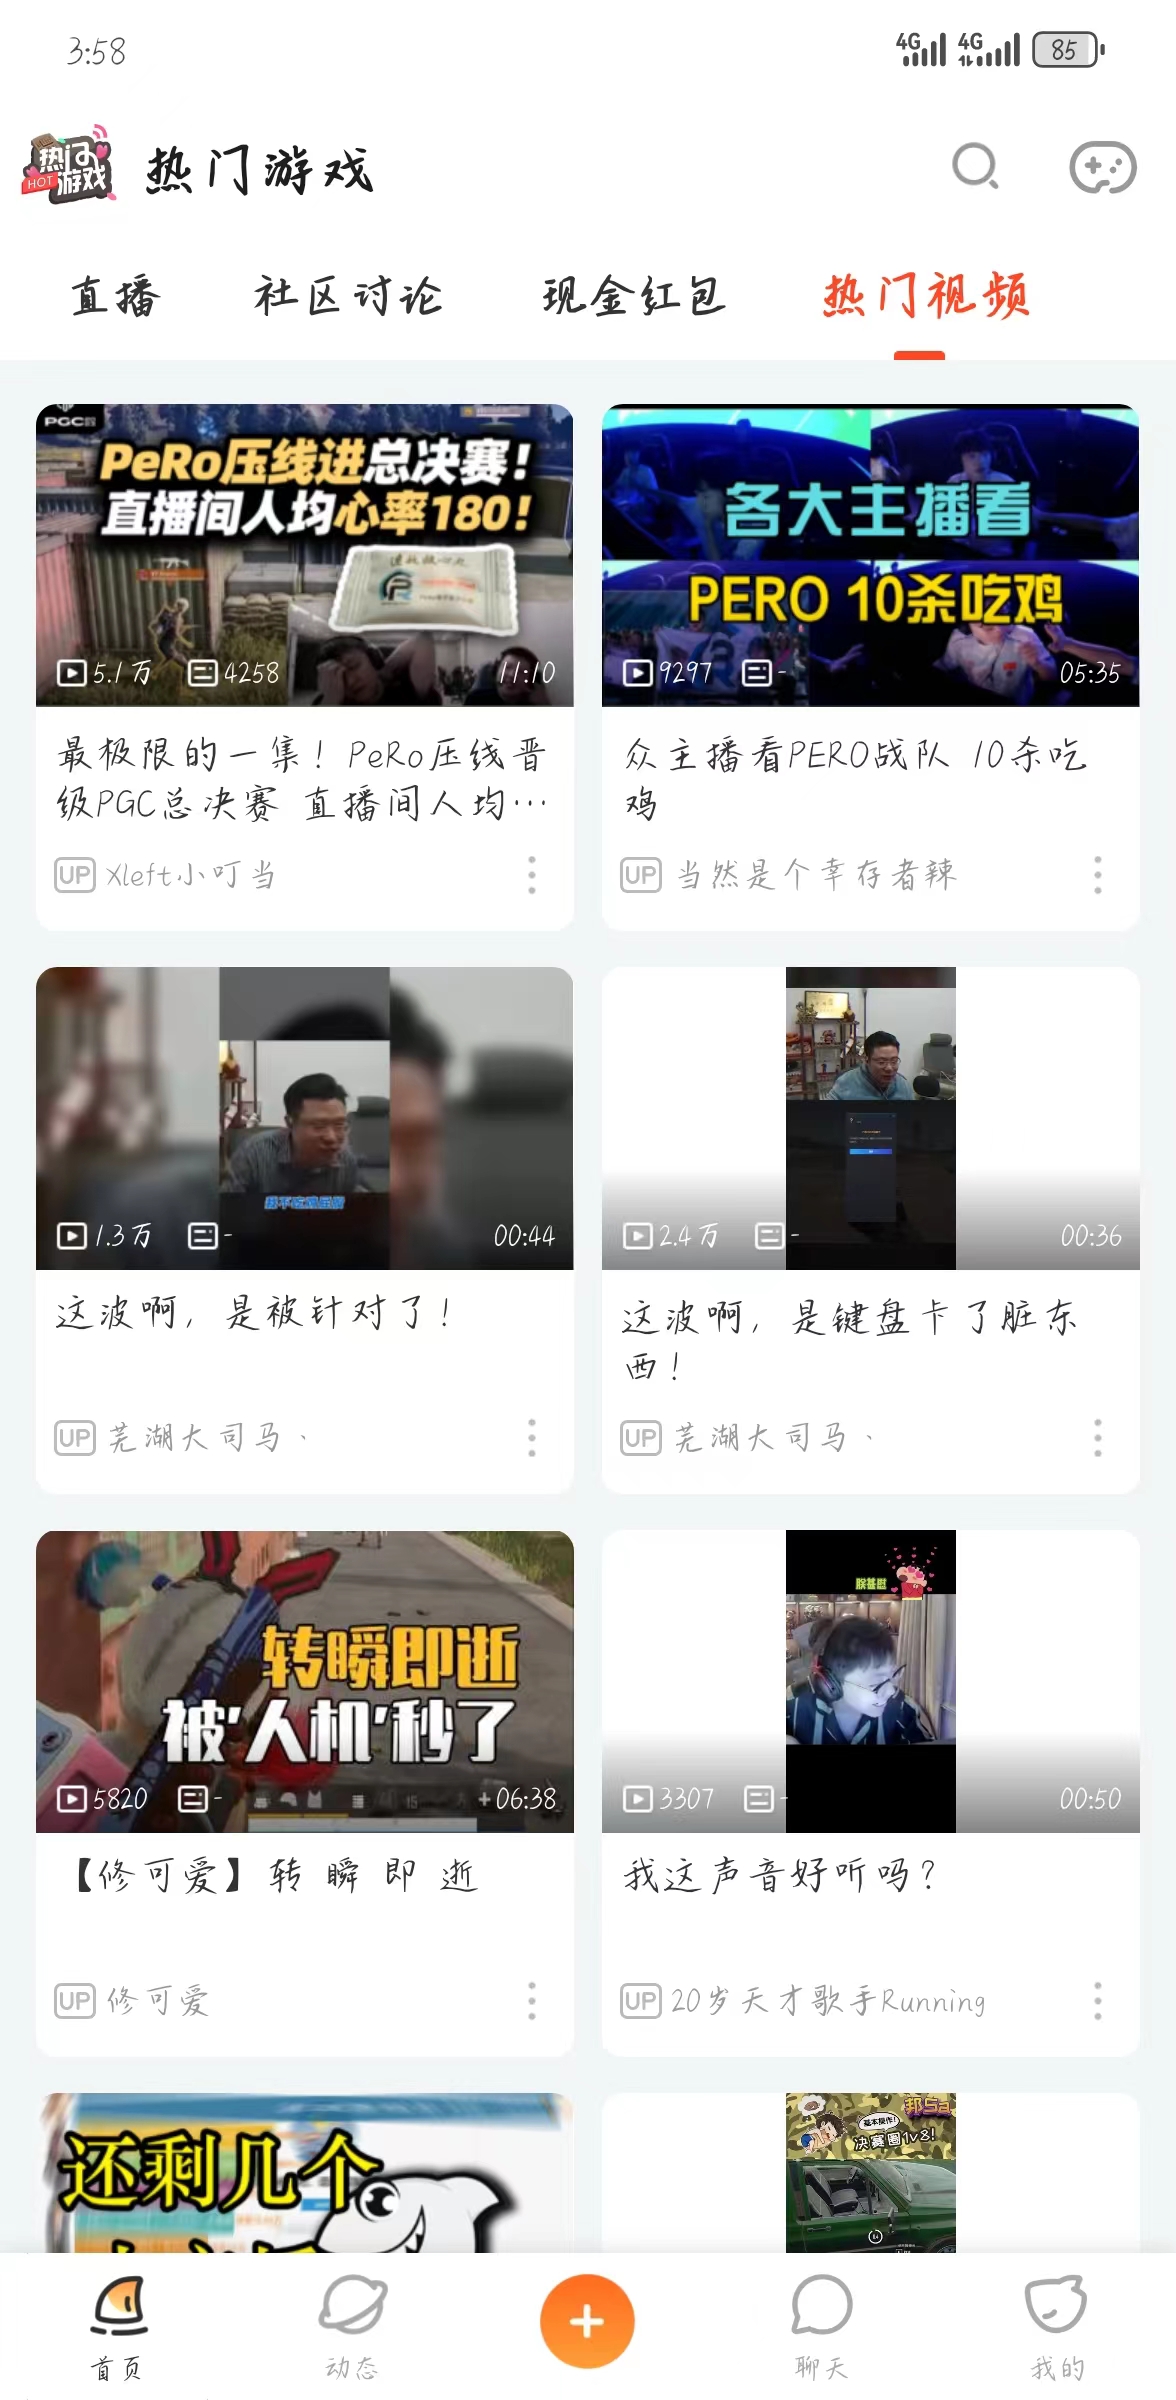 3:58
4G 4G 85
热门游戏 HOT
热门游戏
直播 社区讨论 现金红包 热门视频
PGC
PeRo压线进总决赛!
直播间人均心率180!
5.1万 4258 11:10
最极限的一集！PeRo压线晋
级PGC总决赛 直播间人均…
UP Xleft小叮当
各大主播看
PERO 10杀吃鸡
9297 - 05:35
众主播看PERO战队 10杀吃
鸡
UP 当然是个幸存者辣
1.3万 - 00:44
这波啊，是被针对了！
UP 芜湖大司马丶
2.4万 - 00:36
这波啊，是键盘卡了脏东
西！
UP 芜湖大司马丶
转瞬即逝
被'人机'秒了
5820 - 06:38
【修可爱】转 瞬 即 逝
UP 修可爱
朕甚慰
3307 - 00:50
我这声音好听吗？
UP 20岁天才歌手Running
还剩几个
基本操作!
决赛圈1v3!
首页 动态 聊天 我的